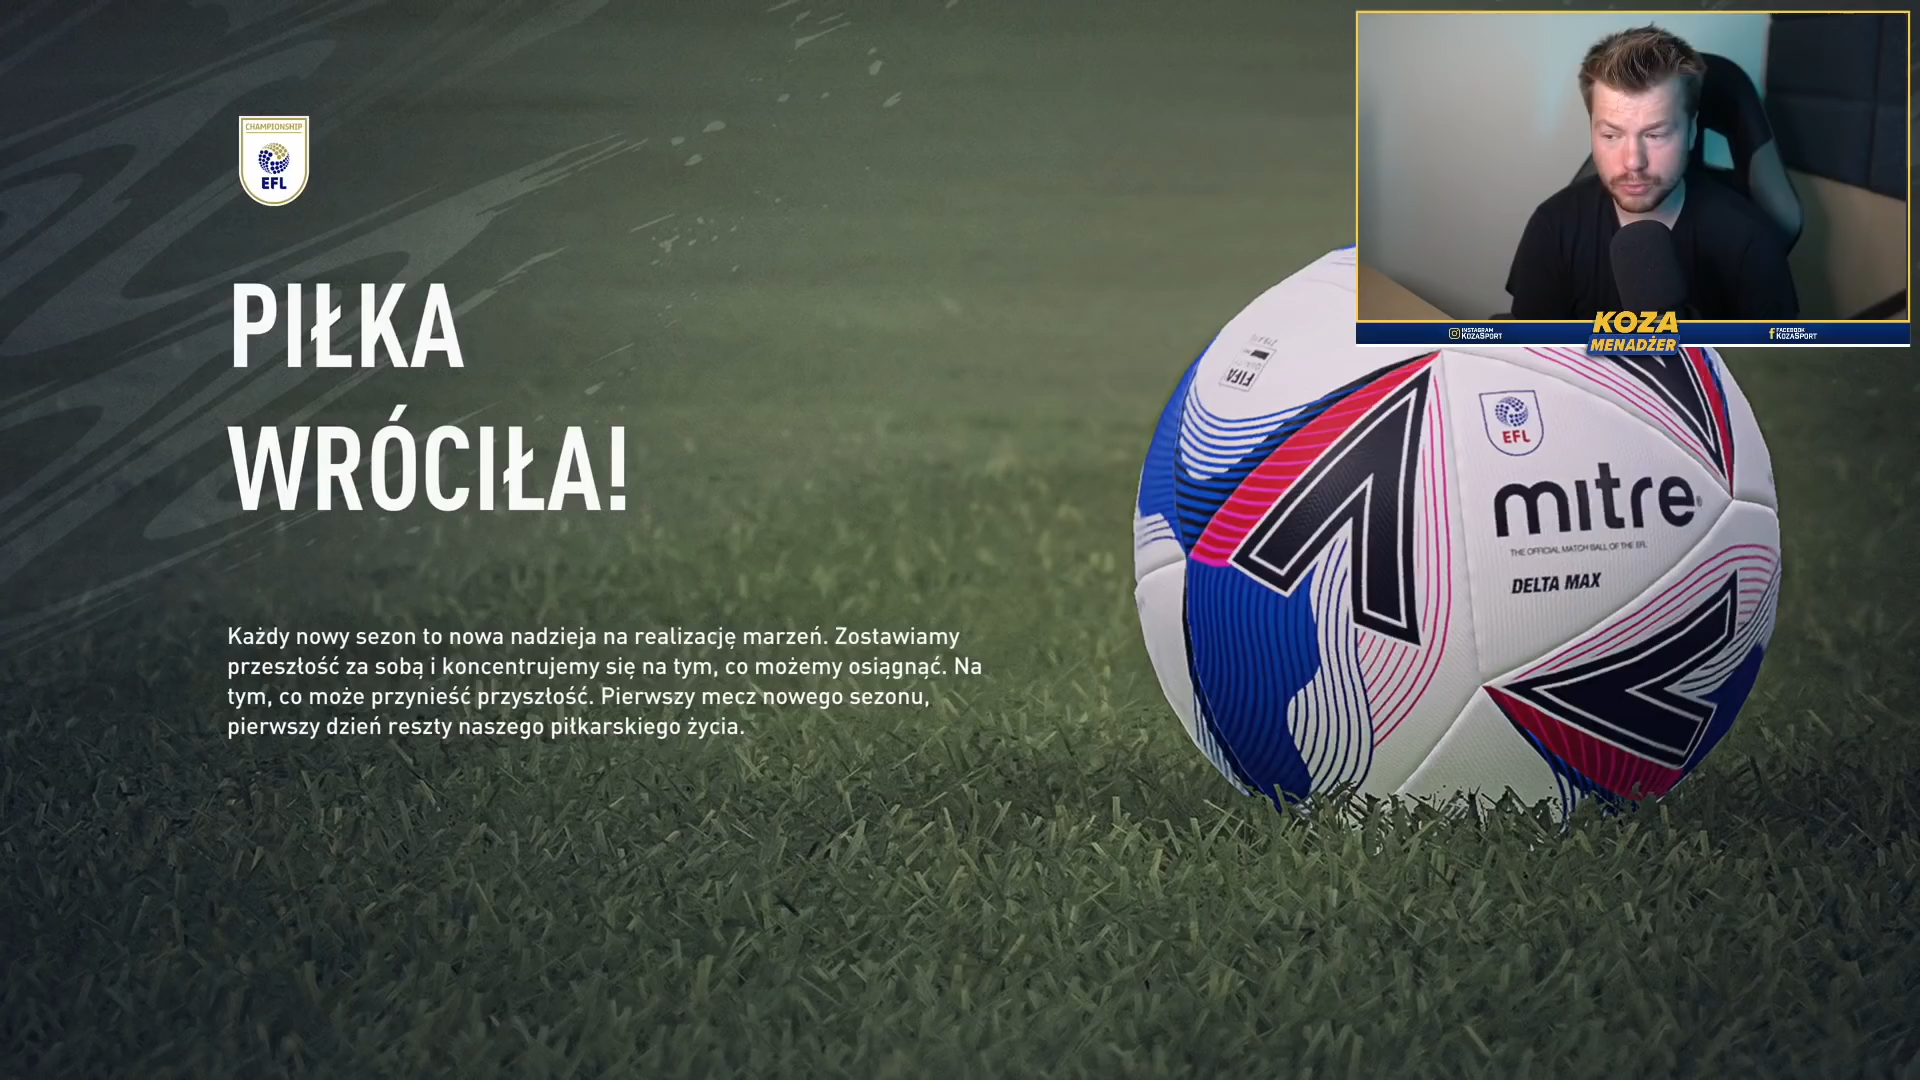 CHAMPIONSHIP
EFL
PIŁKA
WRÓCIŁA!
Każdy nowy sezon to nowa nadzieja na realizację marzeń. Zostawiamy
przeszłość za sobą i koncentrujemy się na tym, co możemy osiągnąć. Na
tym, co może przynieść przyszłość. Pierwszy mecz nowego sezonu,
pierwszy dzień reszty naszego piłkarskiego życia.
INSTAGRAM
KOZASPORT
KOZA
MENADŻER
FACEBOOK
KOZASPORT
FIFA
EFL
mitre
THE OFFICIAL MATCH BALL OF THE EFL
DELTA MAX